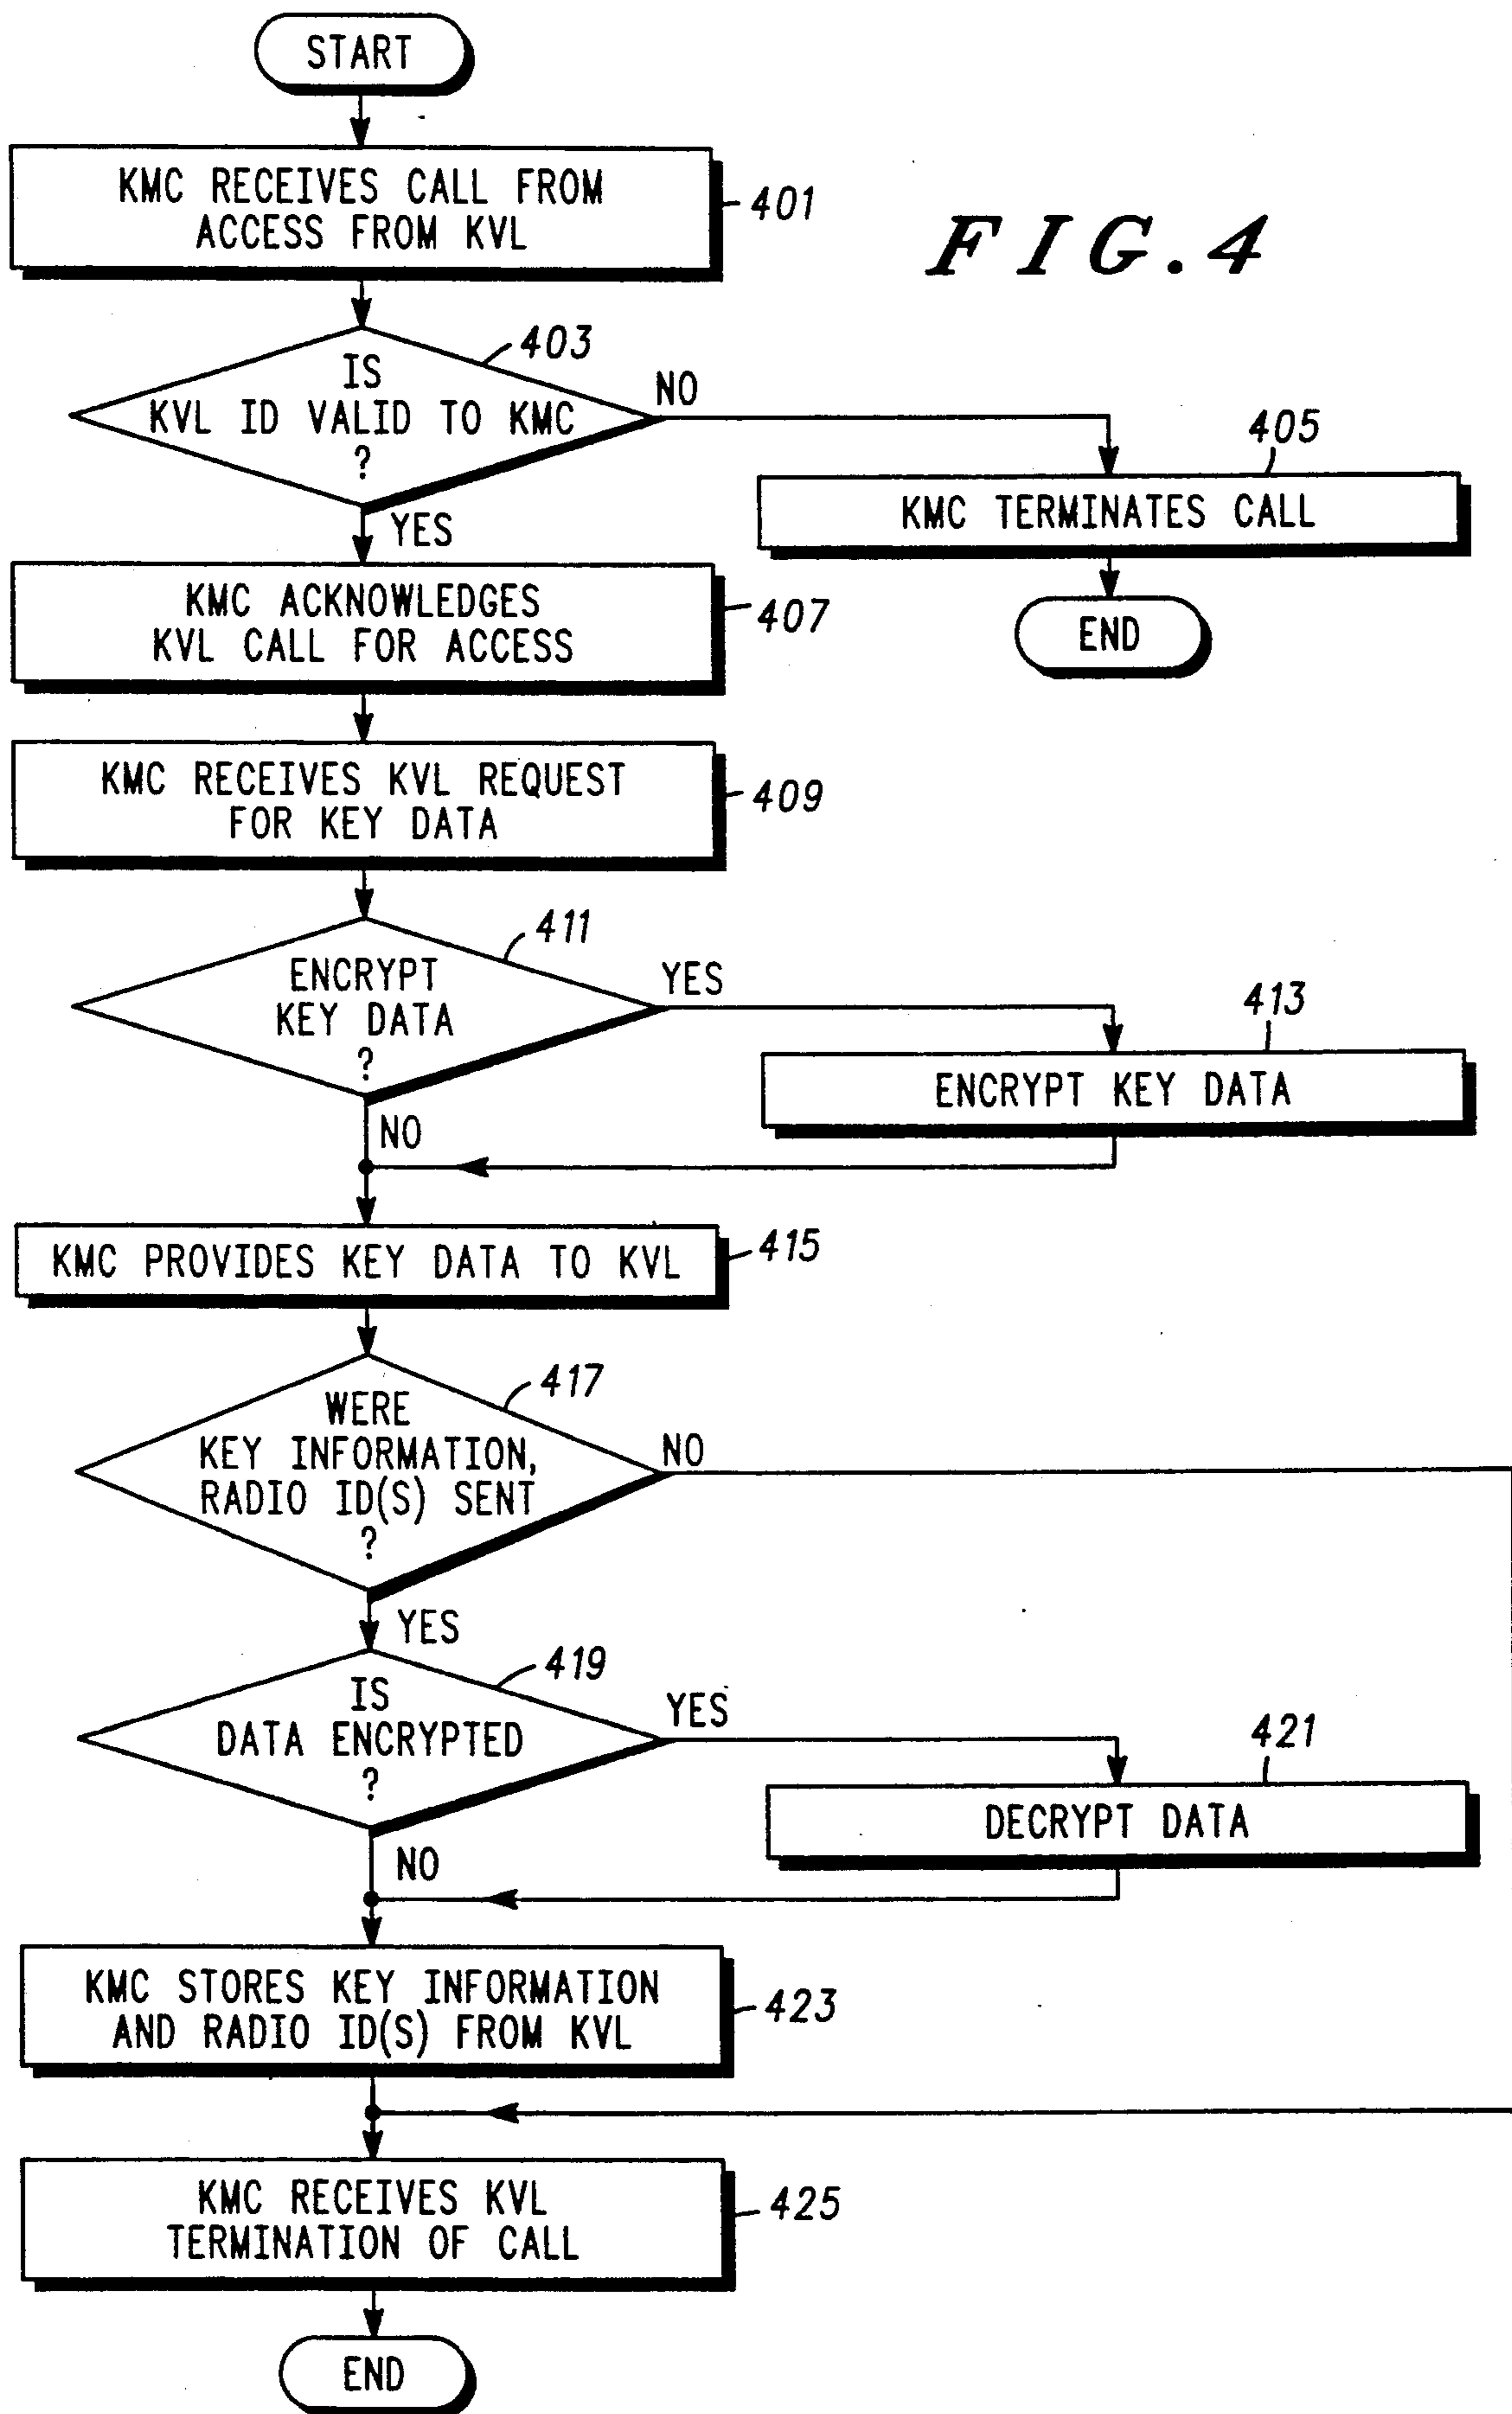 START
KMC RECEIVES CALL FROM
ACCESS FROM KVL
401
FIG.4
403
IS
KVL ID VALID TO KMC
?
NO
YES
405
KMC TERMINATES CALL
END
KMC ACKNOWLEDGES
KVL CALL FOR ACCESS
407
KMC RECEIVES KVL REQUEST
FOR KEY DATA
409
411
ENCRYPT
KEY DATA
?
YES
NO
413
ENCRYPT KEY DATA
KMC PROVIDES KEY DATA TO KVL
415
417
WERE
KEY INFORMATION,
RADIO ID(S) SENT
?
NO
YES
419
IS
DATA ENCRYPTED
?
YES
NO
421
DECRYPT DATA
KMC STORES KEY INFORMATION
AND RADIO ID(S) FROM KVL
423
KMC RECEIVES KVL
TERMINATION OF CALL
425
END